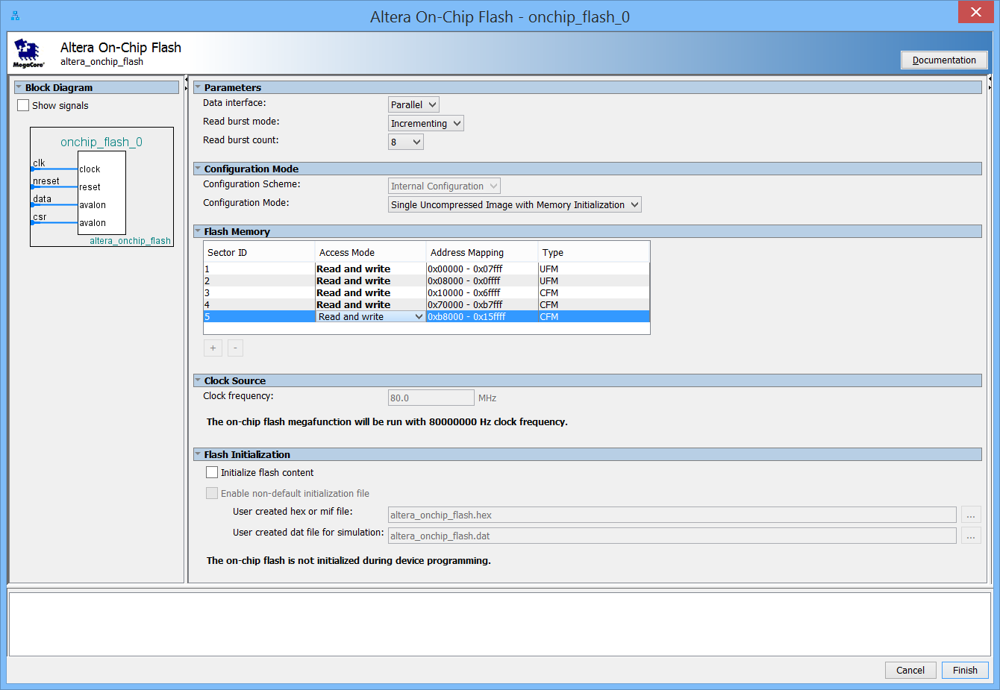 Altera On-Chip Flash - onchip_flash_0
MegaCore®
Altera On-Chip Flash
altera_onchip_flash
Documentation
Block Diagram
Show signals
onchip_flash_0
clk
clock
nreset
reset
data
avalon
csr
avalon
altera_onchip_flash
Parameters
Data interface: Parallel
Read burst mode: Incrementing
Read burst count: 8
Configuration Mode
Configuration Scheme: Internal Configuration
Configuration Mode: Single Uncompressed Image with Memory Initialization
Flash Memory
Sector ID Access Mode Address Mapping Type
1 Read and write 0x00000 - 0x07fff UFM
2 Read and write 0x08000 - 0x0ffff UFM
3 Read and write 0x10000 - 0x6ffff CFM
4 Read and write 0x70000 - 0xb7fff CFM
5 Read and write 0xb8000 - 0x15ffff CFM
+ -
Clock Source
Clock frequency: 80.0 MHz
The on-chip flash megafunction will be run with 80000000 Hz clock frequency.
Flash Initialization
Initialize flash content
Enable non-default initialization file
User created hex or mif file: altera_onchip_flash.hex ...
User created dat file for simulation: altera_onchip_flash.dat ...
The on-chip flash is not initialized during device programming.
Cancel Finish